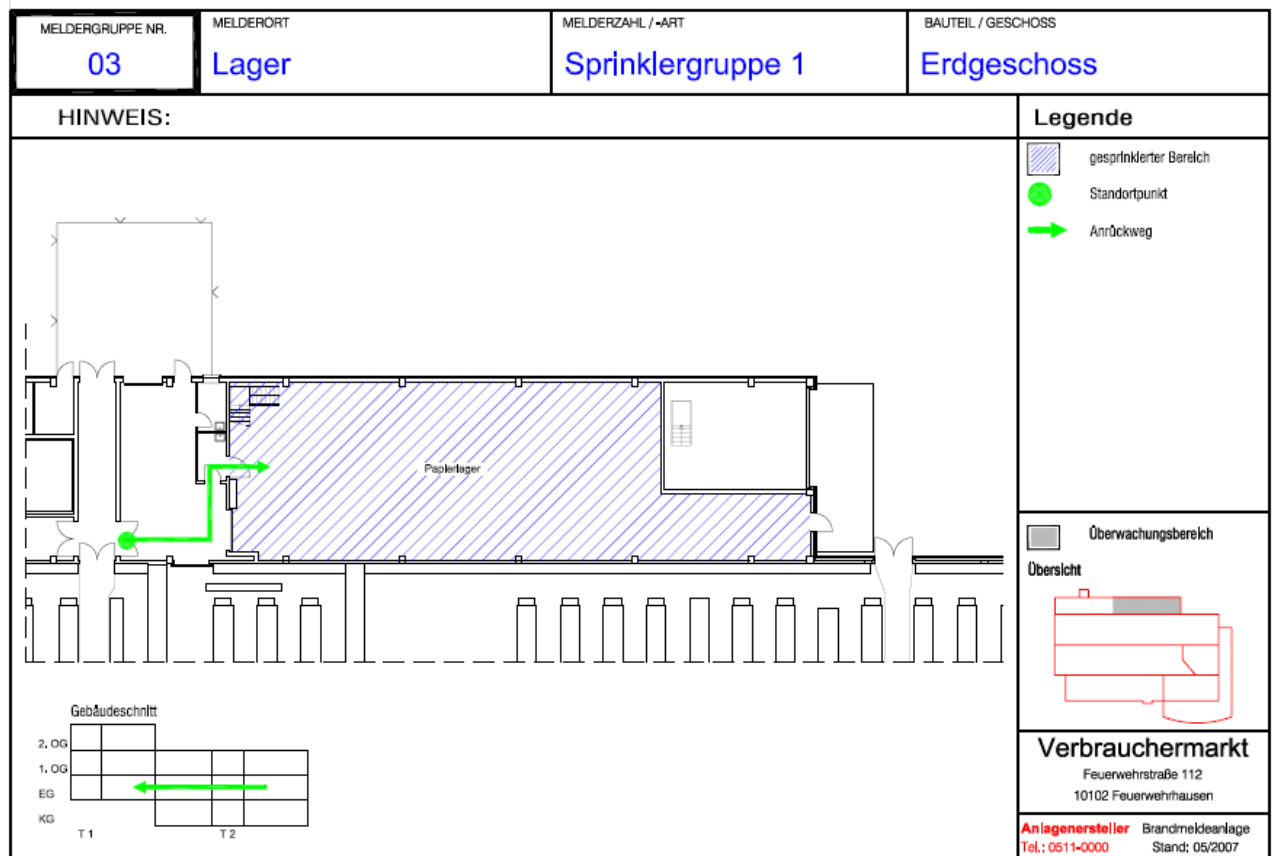 MELDERGRUPPE NR.
03
MELDERORT
Lager
MELDERZAHL / -ART
Sprinklergruppe 1
BAUTEIL / GESCHOSS
Erdgeschoss
HINWEIS:
Legende
gesprinklerter Bereich
Standortpunkt
Anrückweg
Papierlager
Überwachungsbereich
Übersicht
Gebäudeschnitt
2. OG
1. OG
EG
KG
T 1
T 2
Verbrauchermarkt
Feuerwehrstraße 112
10102 Feuerwehrhausen
Anlagenersteller Brandmeldeanlage
Tel.: 0511-0000 Stand: 05/2007